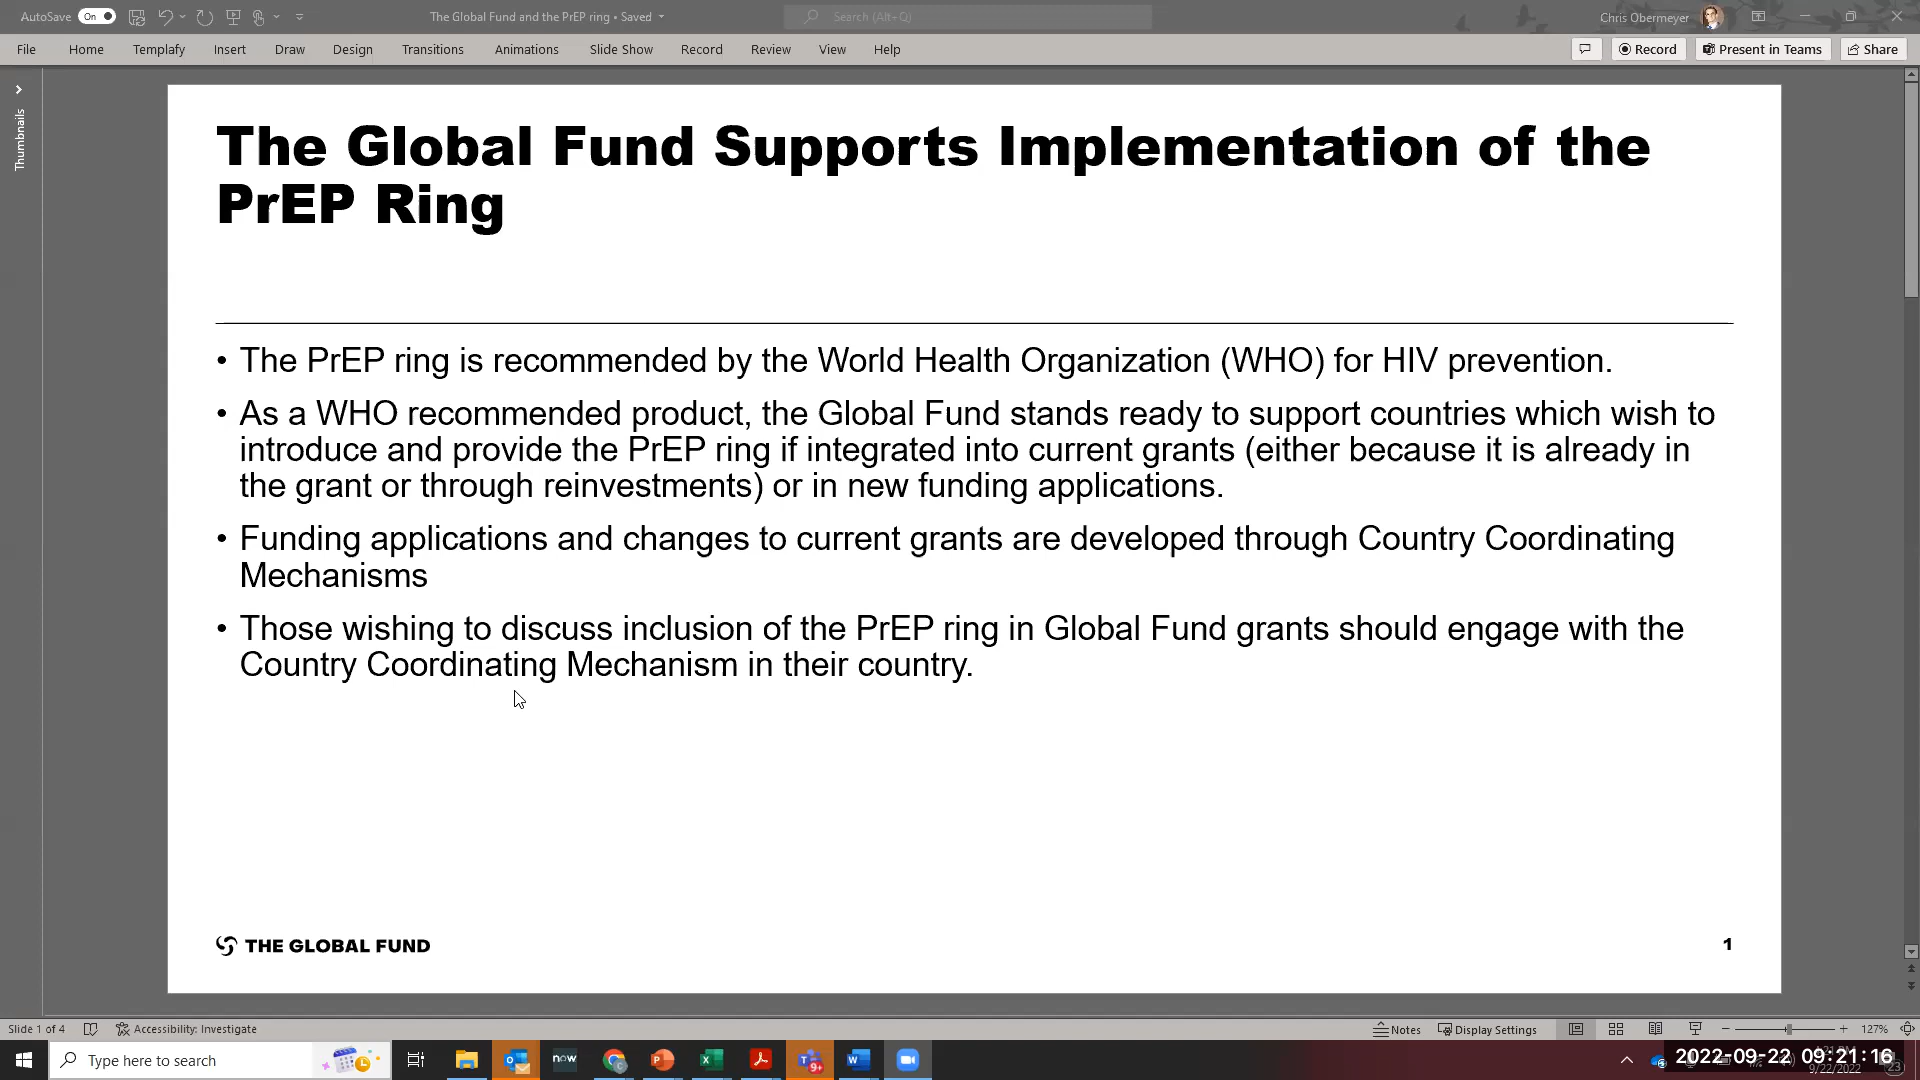 AutoSave On The Global Fund and the PrEP ring • Saved Search (Alt+Q) Chris Obermeyer
File Home Templafy Insert Draw Design Transitions Animations Slide Show Record Review View Help Record Present in Teams Share
Thumbnails
The Global Fund Supports Implementation of the
PrEP Ring
• The PrEP ring is recommended by the World Health Organization (WHO) for HIV prevention.
• As a WHO recommended product, the Global Fund stands ready to support countries which wish to
introduce and provide the PrEP ring if integrated into current grants (either because it is already in
the grant or through reinvestments) or in new funding applications.
• Funding applications and changes to current grants are developed through Country Coordinating
Mechanisms
• Those wishing to discuss inclusion of the PrEP ring in Global Fund grants should engage with the
Country Coordinating Mechanism in their country.
THE GLOBAL FUND 1
Slide 1 of 4 Accessibility: Investigate Notes Display Settings 127%
Type here to search now 9+ 2022-09-22 09:21:16
9/22/2022 23